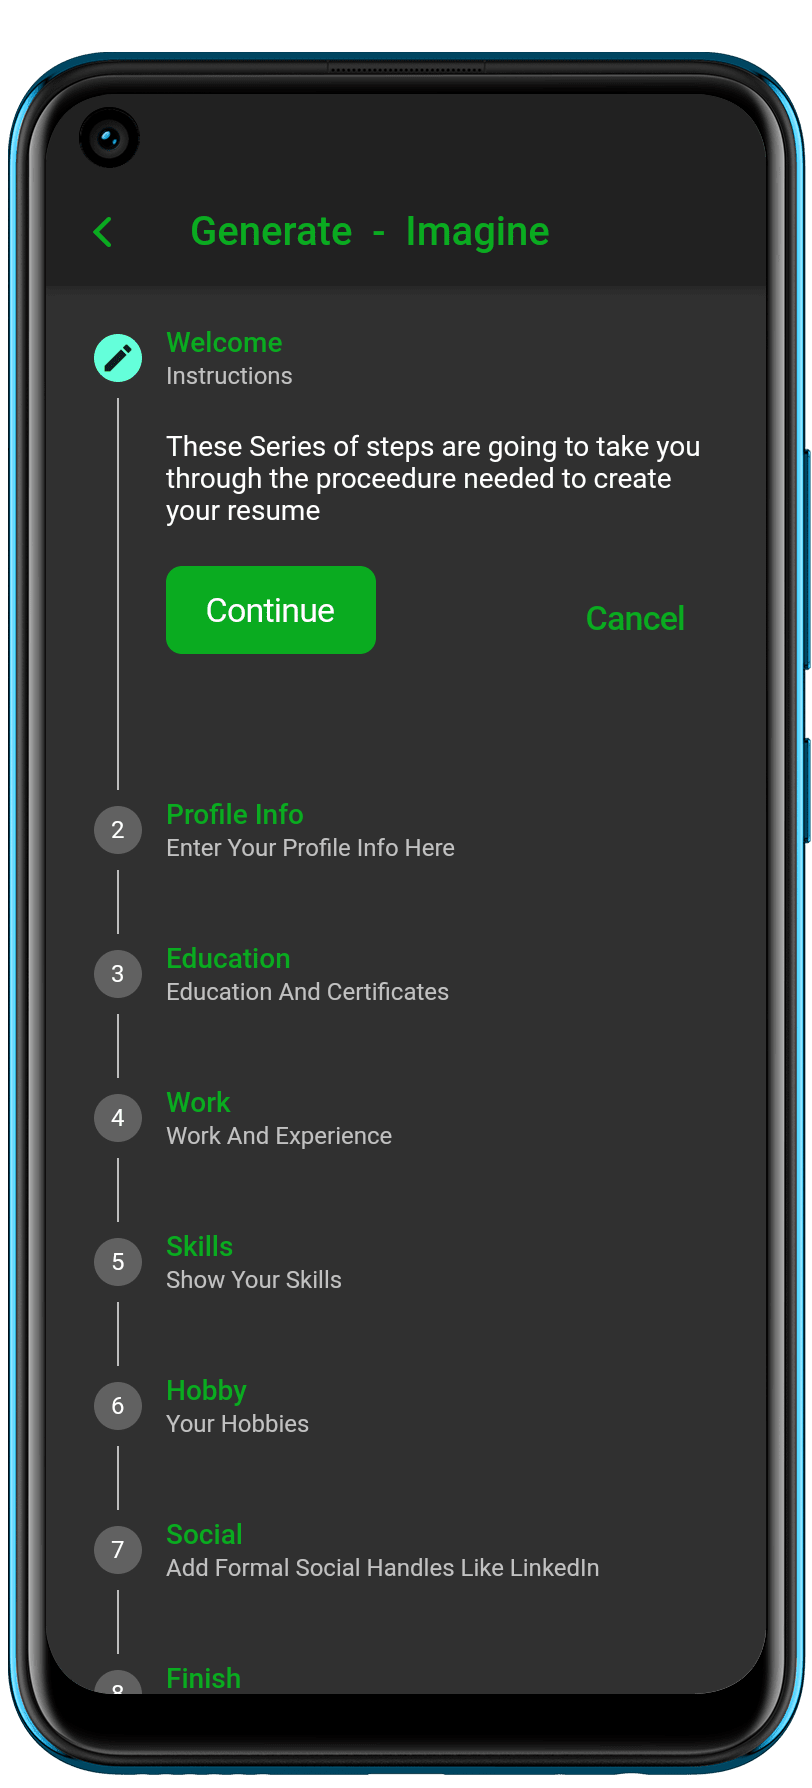 Generate - Imagine
Welcome
Instructions
These Series of steps are going to take you
through the proceedure needed to create
your resume
Continue
Cancel
2
Profile Info
Enter Your Profile Info Here
3
Education
Education And Certificates
4
Work
Work And Experience
5
Skills
Show Your Skills
6
Hobby
Your Hobbies
7
Social
Add Formal Social Handles Like LinkedIn
8
Finish